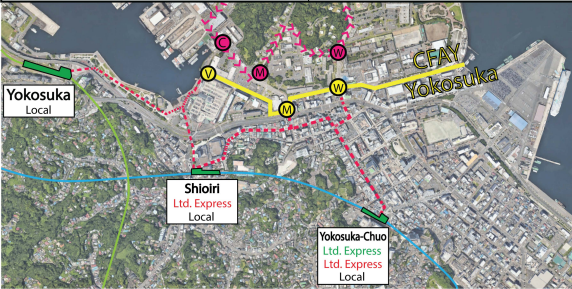 C
M
W
V
M
W
CFAY
Yokosuka
Yokosuka
Local
Shioiri
Ltd. Express
Local
Yokosuka-Chuo
Ltd. Express
Ltd. Express
Local